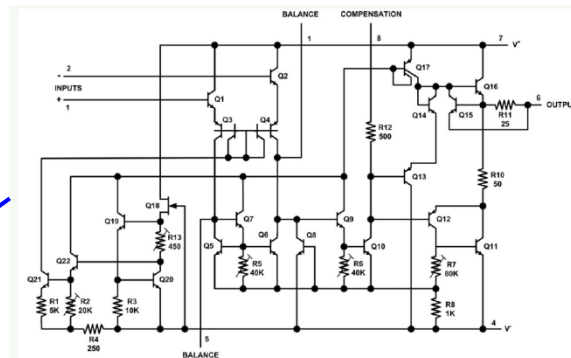 BALANCE COMPENSATION
1 8 7 V+
2 Q17
- Q2 Q16
INPUTS Q1 Q14 Q15 6 OUTPUT
+ R11
1 25
Q3 Q4 R12
500
R10
50
Q13
Q18
Q19 Q7 Q9 Q12
R13
450
Q22 Q5 Q6 Q8 Q10 Q11
Q21 Q20 R5
40K R6
40K R7
80K
R1
5K R2
20K R3
10K R8
1K
R4
250
4 V-
5
BALANCE